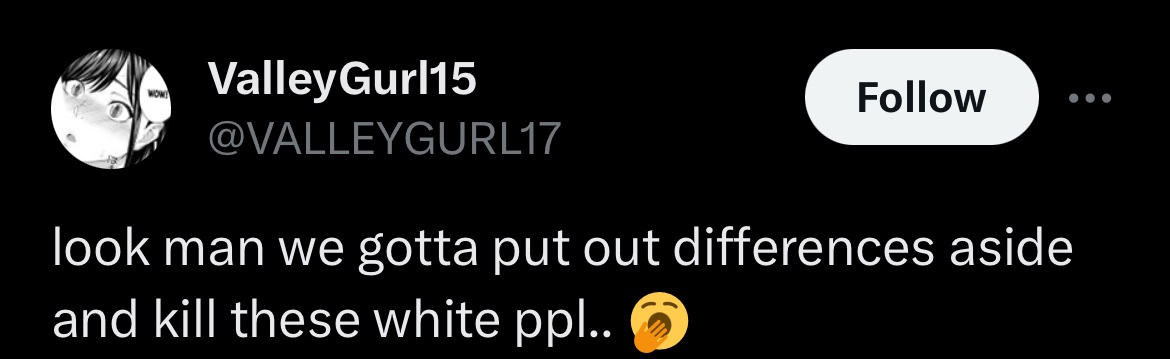 WOW!
ValleyGurl15
@VALLEYGURL17
Follow
look man we gotta put out differences aside
and kill these white ppl.. 🥱